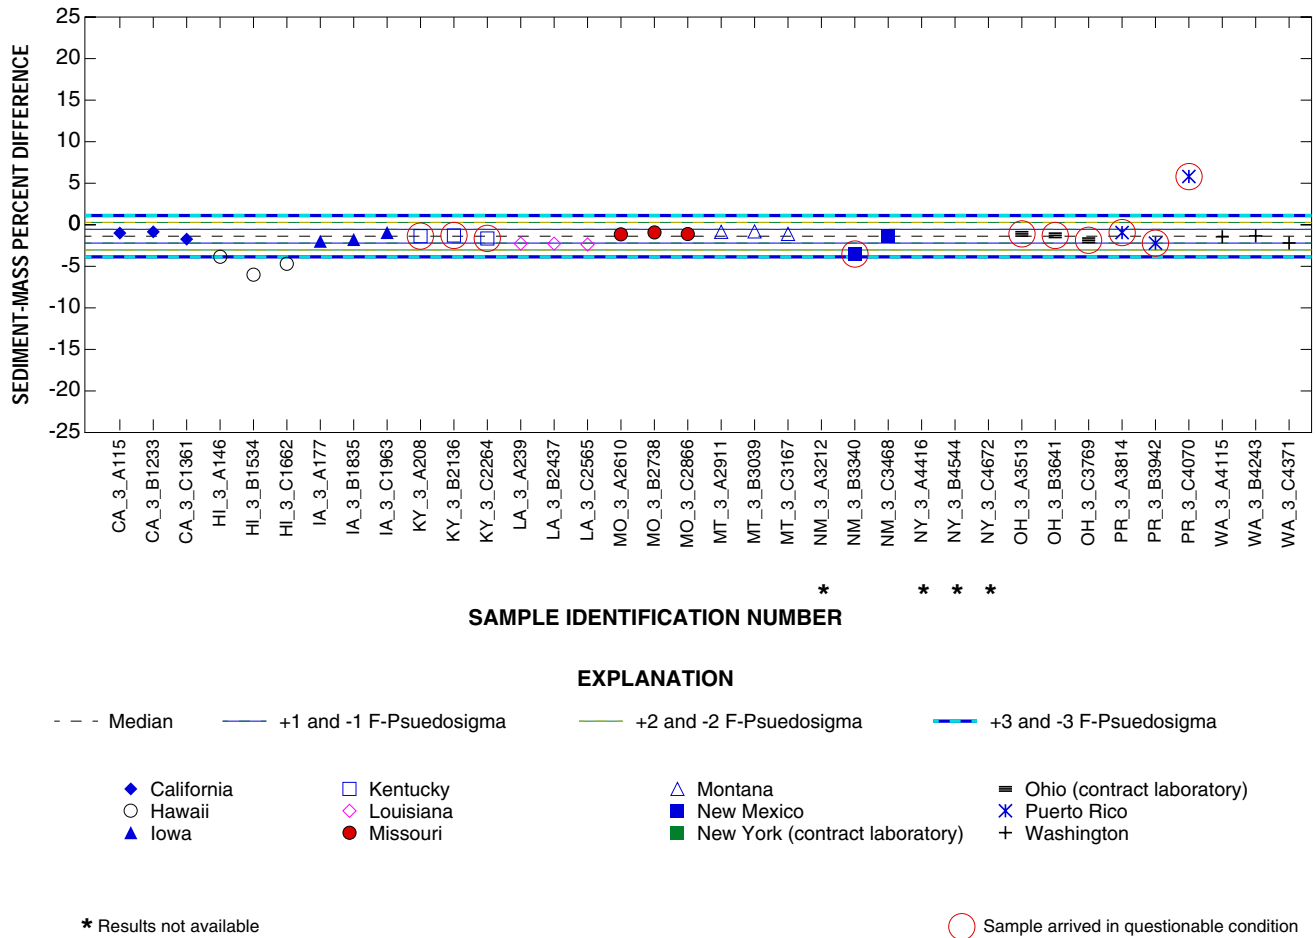 SEDIMENT-MASS PERCENT DIFFERENCE
25
20
15
10
5
0
-5
-10
-15
-20
-25
CA_3_A115
CA_3_B1233
CA_3_C1361
HI_3_A146
HI_3_B1534
HI_3_C1662
IA_3_A177
IA_3_B1835
IA_3_C1963
KY_3_A208
KY_3_B2136
KY_3_C2264
LA_3_A239
LA_3_B2437
LA_3_C2565
MO_3_A2610
MO_3_B2738
MO_3_C2866
MT_3_A2911
MT_3_B3039
MT_3_C3167
NM_3_A3212
NM_3_B3340
NM_3_C3468
NY_3_A4416
NY_3_B4544
NY_3_C4672
OH_3_A3513
OH_3_B3641
OH_3_C3769
PR_3_A3814
PR_3_B3942
PR_3_C4070
WA_3_A4115
WA_3_B4243
WA_3_C4371
* * * *
SAMPLE IDENTIFICATION NUMBER
EXPLANATION
Median
+1 and -1 F-Psuedosigma
+2 and -2 F-Psuedosigma
+3 and -3 F-Psuedosigma
California
Hawaii
Iowa
Kentucky
Louisiana
Missouri
Montana
New Mexico
New York (contract laboratory)
Ohio (contract laboratory)
Puerto Rico
Washington
* Results not available
Sample arrived in questionable condition